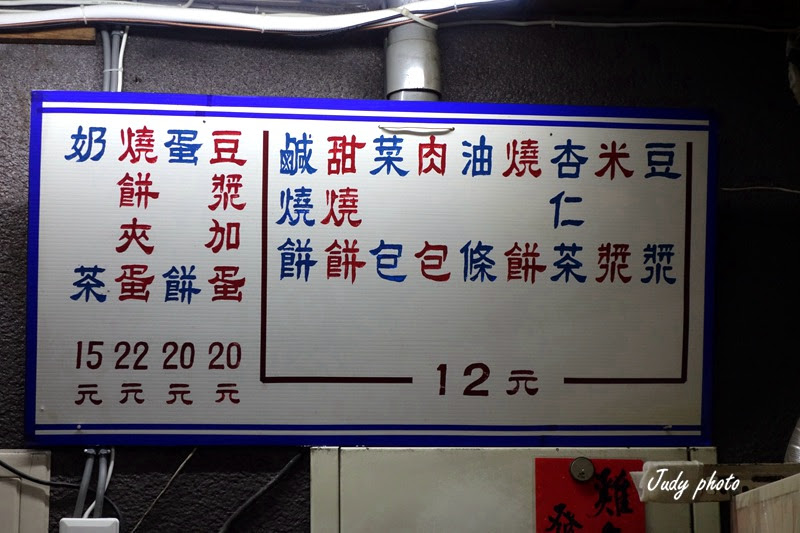 豆漿
米漿
杏仁茶
燒餅
油條
肉包
菜包
甜燒餅
鹹燒餅
12元
豆漿加蛋
20元
蛋餅
20元
燒餅夾蛋
22元
奶茶
15元
雞
發
Judy photo